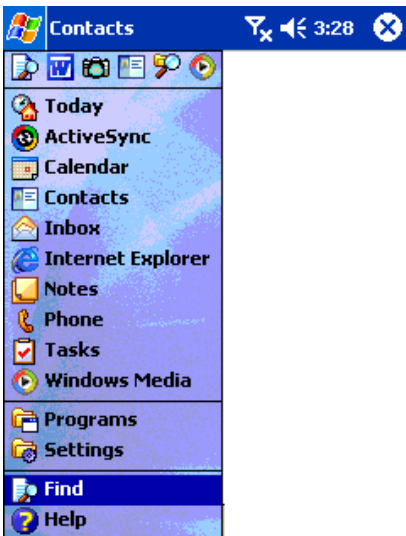 Contacts 3:28
Today
ActiveSync
Calendar
Contacts
Inbox
Internet Explorer
Notes
Phone
Tasks
Windows Media
Programs
Settings
Find
Help